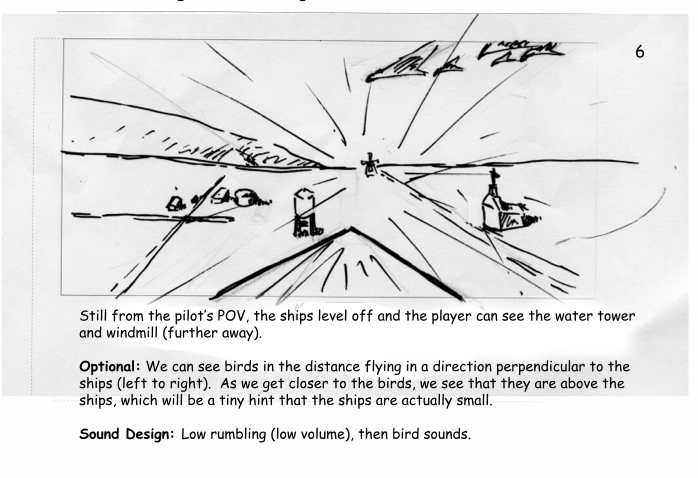 6
Still from the pilot's POV, the ships level off and the player can see the water tower
and windmill (further away).
Optional: We can see birds in the distance flying in a direction perpendicular to the
ships (left to right).  As we get closer to the birds, we see that they are above the
ships, which will be a tiny hint that the ships are actually small.
Sound Design:  Low rumbling (low volume), then bird sounds.